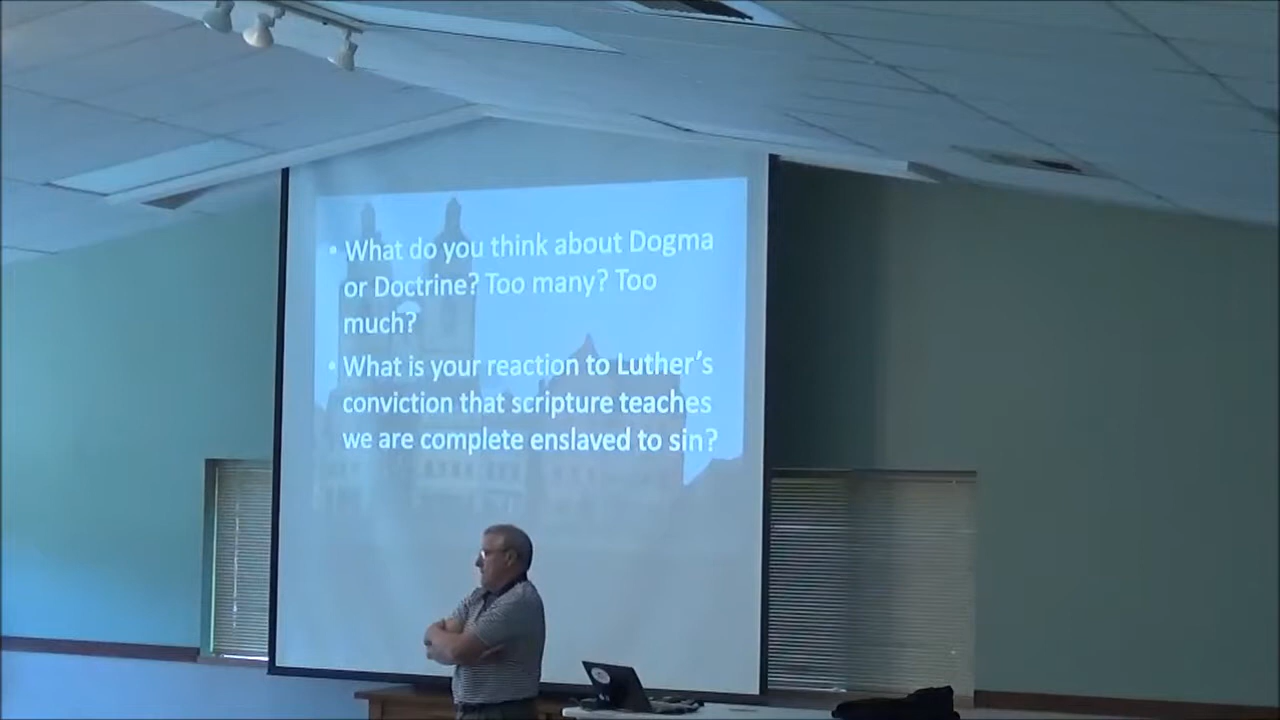 • What do you think about Dogma
or Doctrine? Too many? Too
much?
• What is your reaction to Luther's
conviction that scripture teaches
we are complete enslaved to sin?